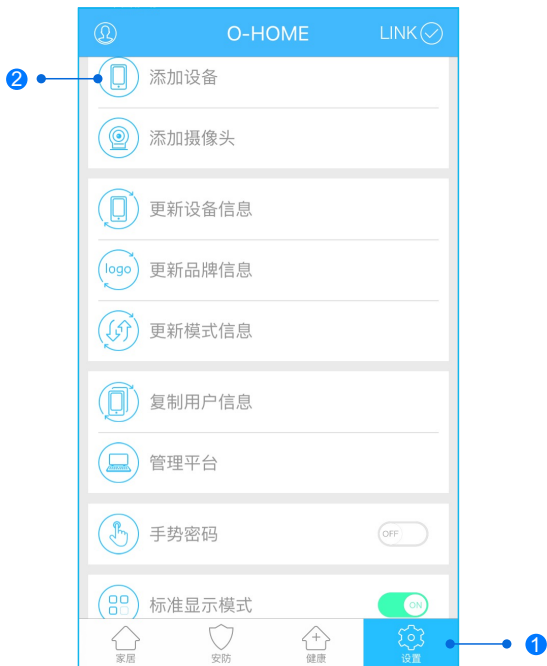 O-HOME
LINK
2
添加设备
添加摄像头
更新设备信息
logo
更新品牌信息
更新模式信息
复制用户信息
管理平台
手势密码
OFF
标准显示模式
ON
家居
安防
健康
设置
1